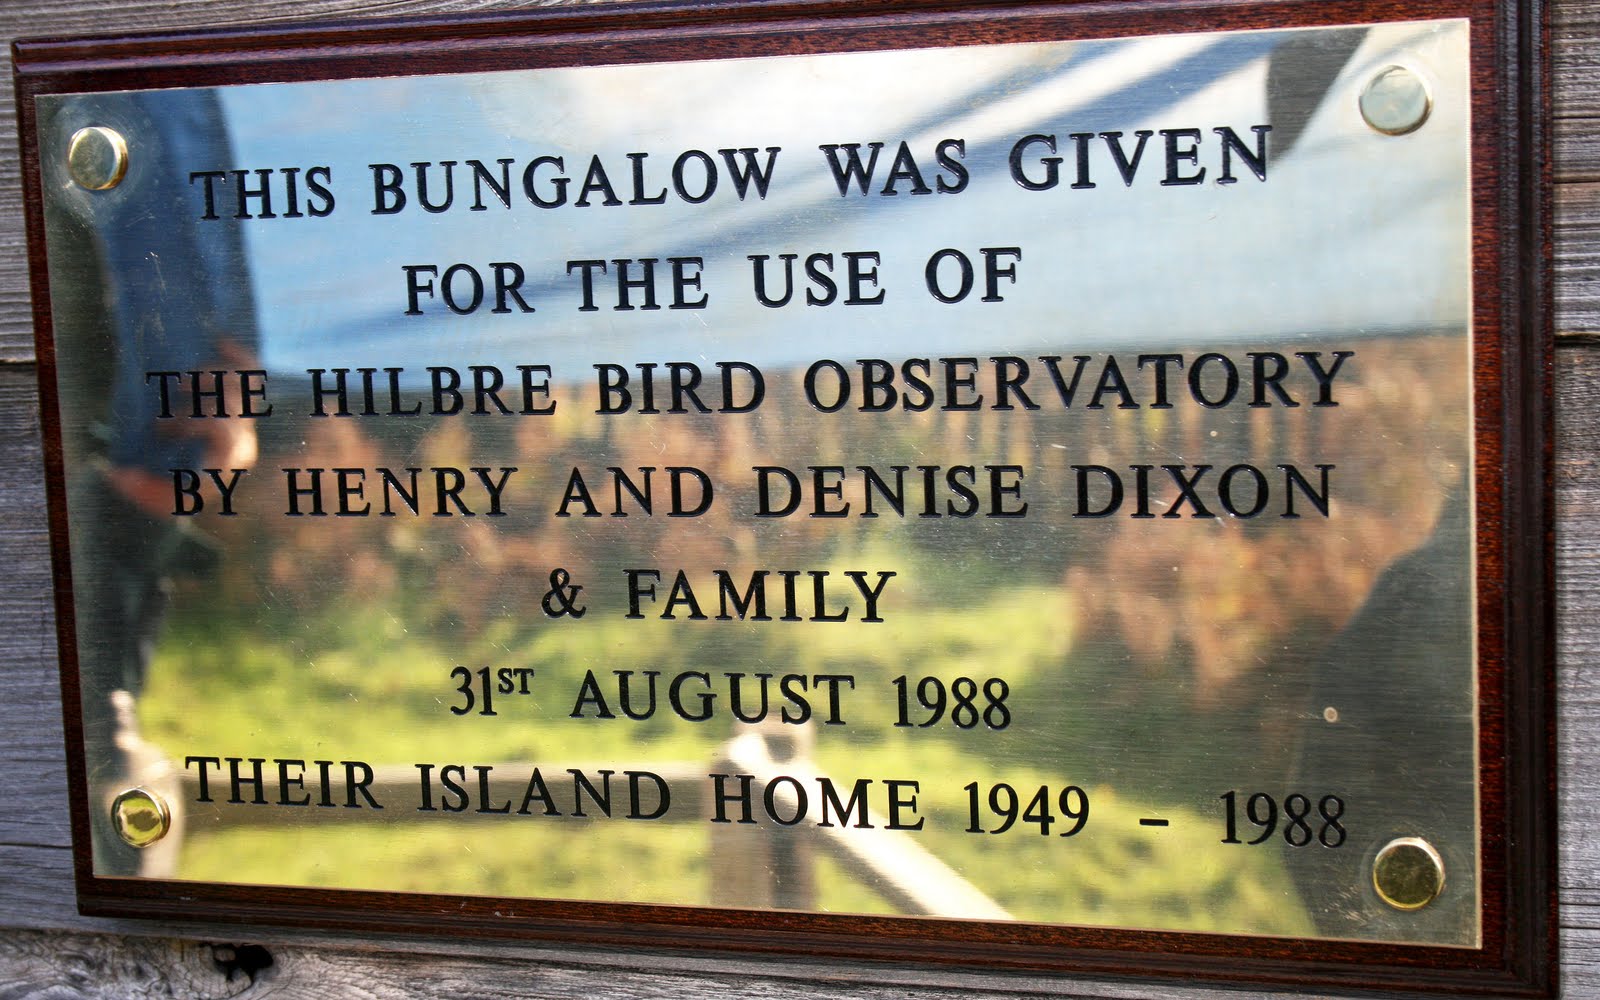 THIS BUNGALOW WAS GIVEN
FOR THE USE OF
THE HILBRE BIRD OBSERVATORY
BY HENRY AND DENISE DIXON
& FAMILY
31ST AUGUST 1988
THEIR ISLAND HOME 1949 – 1988